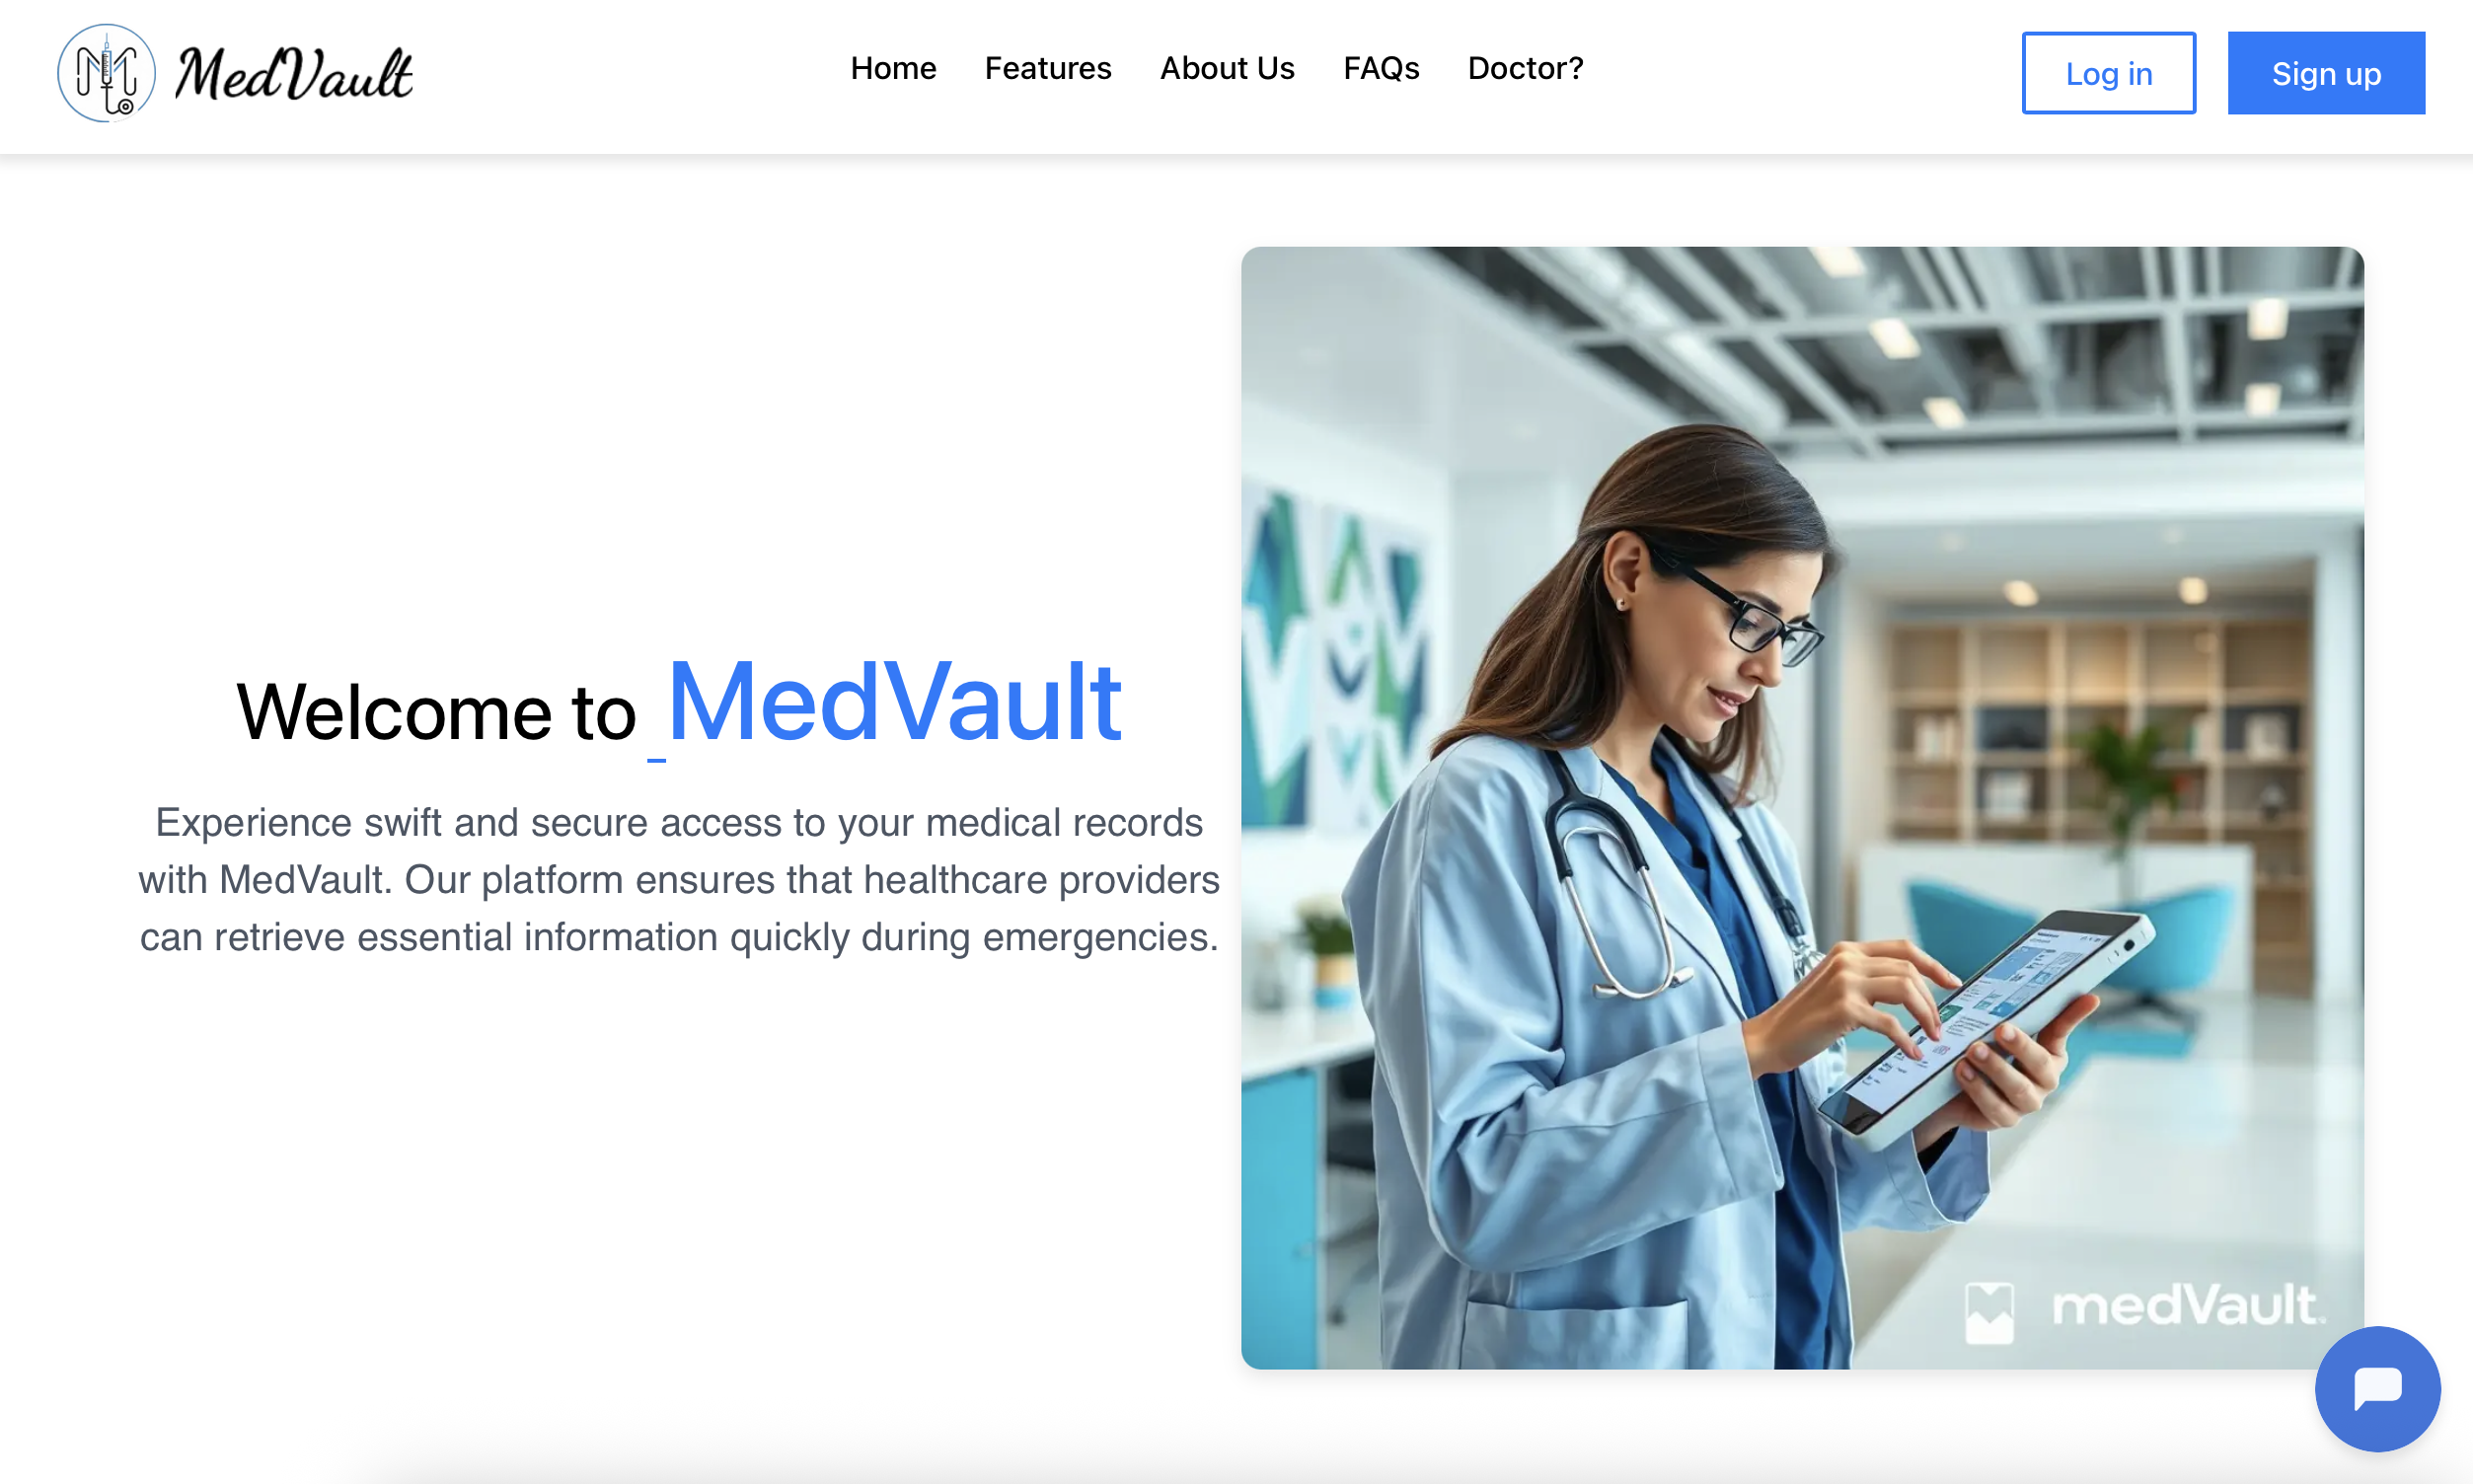 MedVault
Home Features About Us FAQs Doctor?
Log in
Sign up
Welcome to MedVault
Experience swift and secure access to your medical records
with MedVault. Our platform ensures that healthcare providers
can retrieve essential information quickly during emergencies.
medVault